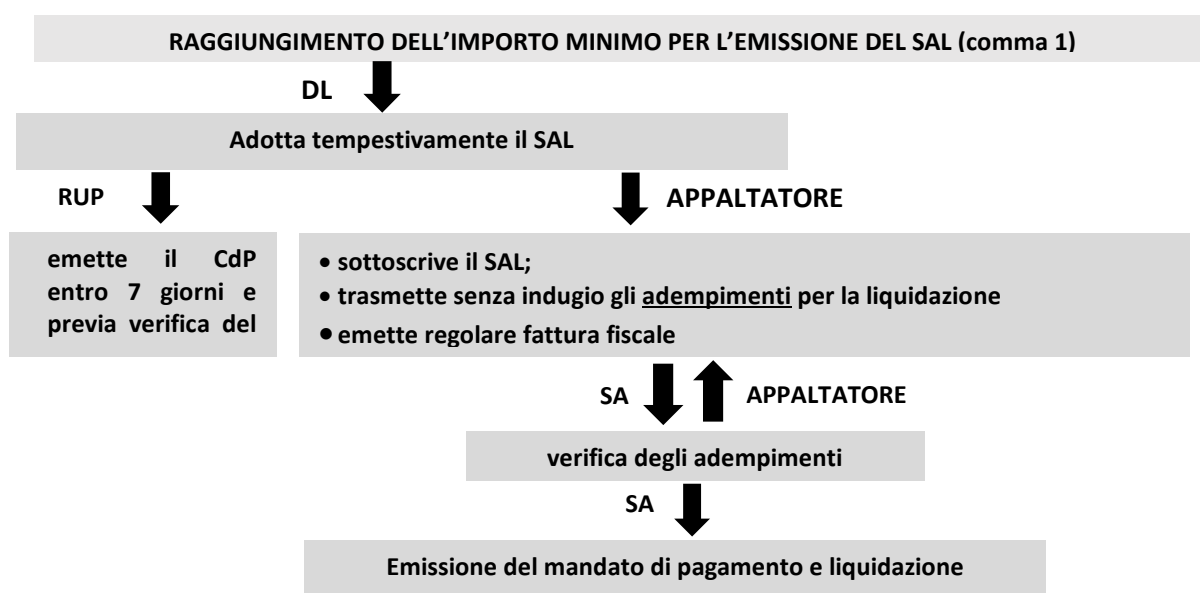 RAGGIUNGIMENTO DELL’IMPORTO MINIMO PER L’EMISSIONE DEL SAL (comma 1)
DL
Adotta tempestivamente il SAL
RUP
APPALTATORE
emette il CdP
entro 7 giorni e
previa verifica del
• sottoscrive il SAL;
• trasmette senza indugio gli adempimenti per la liquidazione
• emette regolare fattura fiscale
SA
APPALTATORE
verifica degli adempimenti
SA
Emissione del mandato di pagamento e liquidazione